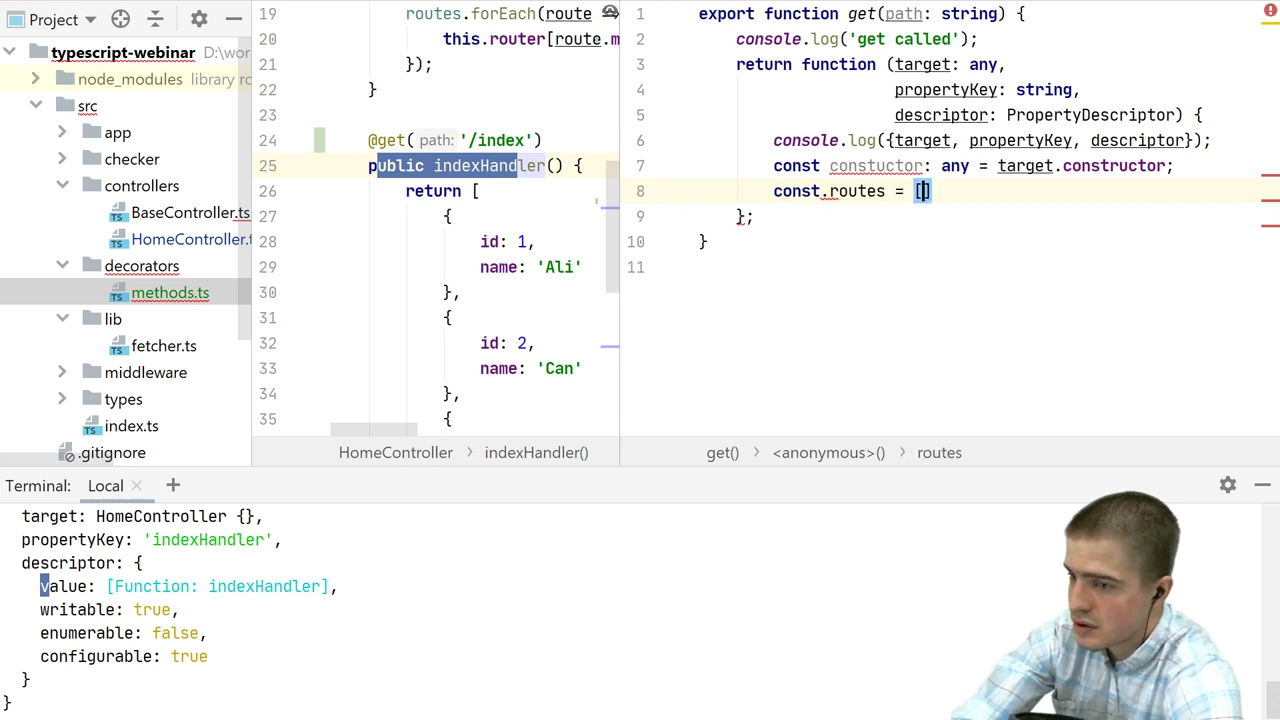 Project
typescript-webinar D:\wor
node_modules library ro
src
app
checker
controllers
BaseController.ts
HomeController.t
decorators
methods.ts
lib
fetcher.ts
middleware
types
index.ts
.gitignore
19 routes.forEach(route
20 this.router[route.m
21 });
22 }
23
24 @get( path: '/index')
25 public indexHandler() {
26 return [
27 {
28 id: 1,
29 name: 'Ali'
30 },
31 {
32 id: 2,
33 name: 'Can'
34 },
35 {
HomeController > indexHandler()
1 export function get(path: string) {
2 console.log('get called');
3 return function (target: any,
4 propertyKey: string,
5 descriptor: PropertyDescriptor) {
6 console.log({target, propertyKey, descriptor});
7 const constuctor: any = target.constructor;
8 const.routes = []
9 };
10 }
11
get() > <anonymous>() > routes
Terminal: Local × +
target: HomeController {},
propertyKey: 'indexHandler',
descriptor: {
value: [Function: indexHandler],
writable: true,
enumerable: false,
configurable: true
}
}